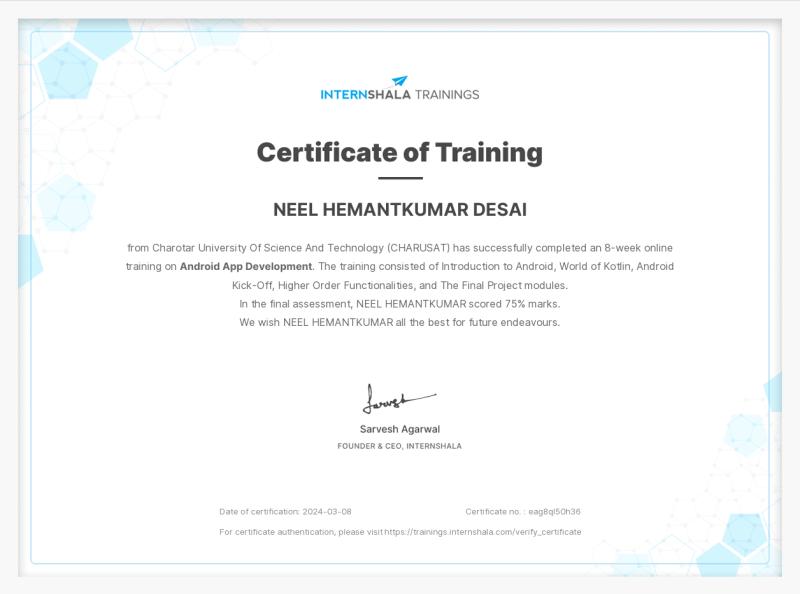 INTERNSHALA TRAININGS
Certificate of Training
NEEL HEMANTKUMAR DESAI
from Charotar University Of Science And Technology (CHARUSAT) has successfully completed an 8-week online
training on Android App Development. The training consisted of Introduction to Android, World of Kotlin, Android
Kick-Off, Higher Order Functionalities, and The Final Project modules.
In the final assessment, NEEL HEMANTKUMAR scored 75% marks.
We wish NEEL HEMANTKUMAR all the best for future endeavours.
Sarvesh
Sarvesh Agarwal
FOUNDER & CEO, INTERNSHALA
Date of certification: 2024-03-08 Certificate no. : eag8ql50h36
For certificate authentication, please visit https://trainings.internshala.com/verify_certificate